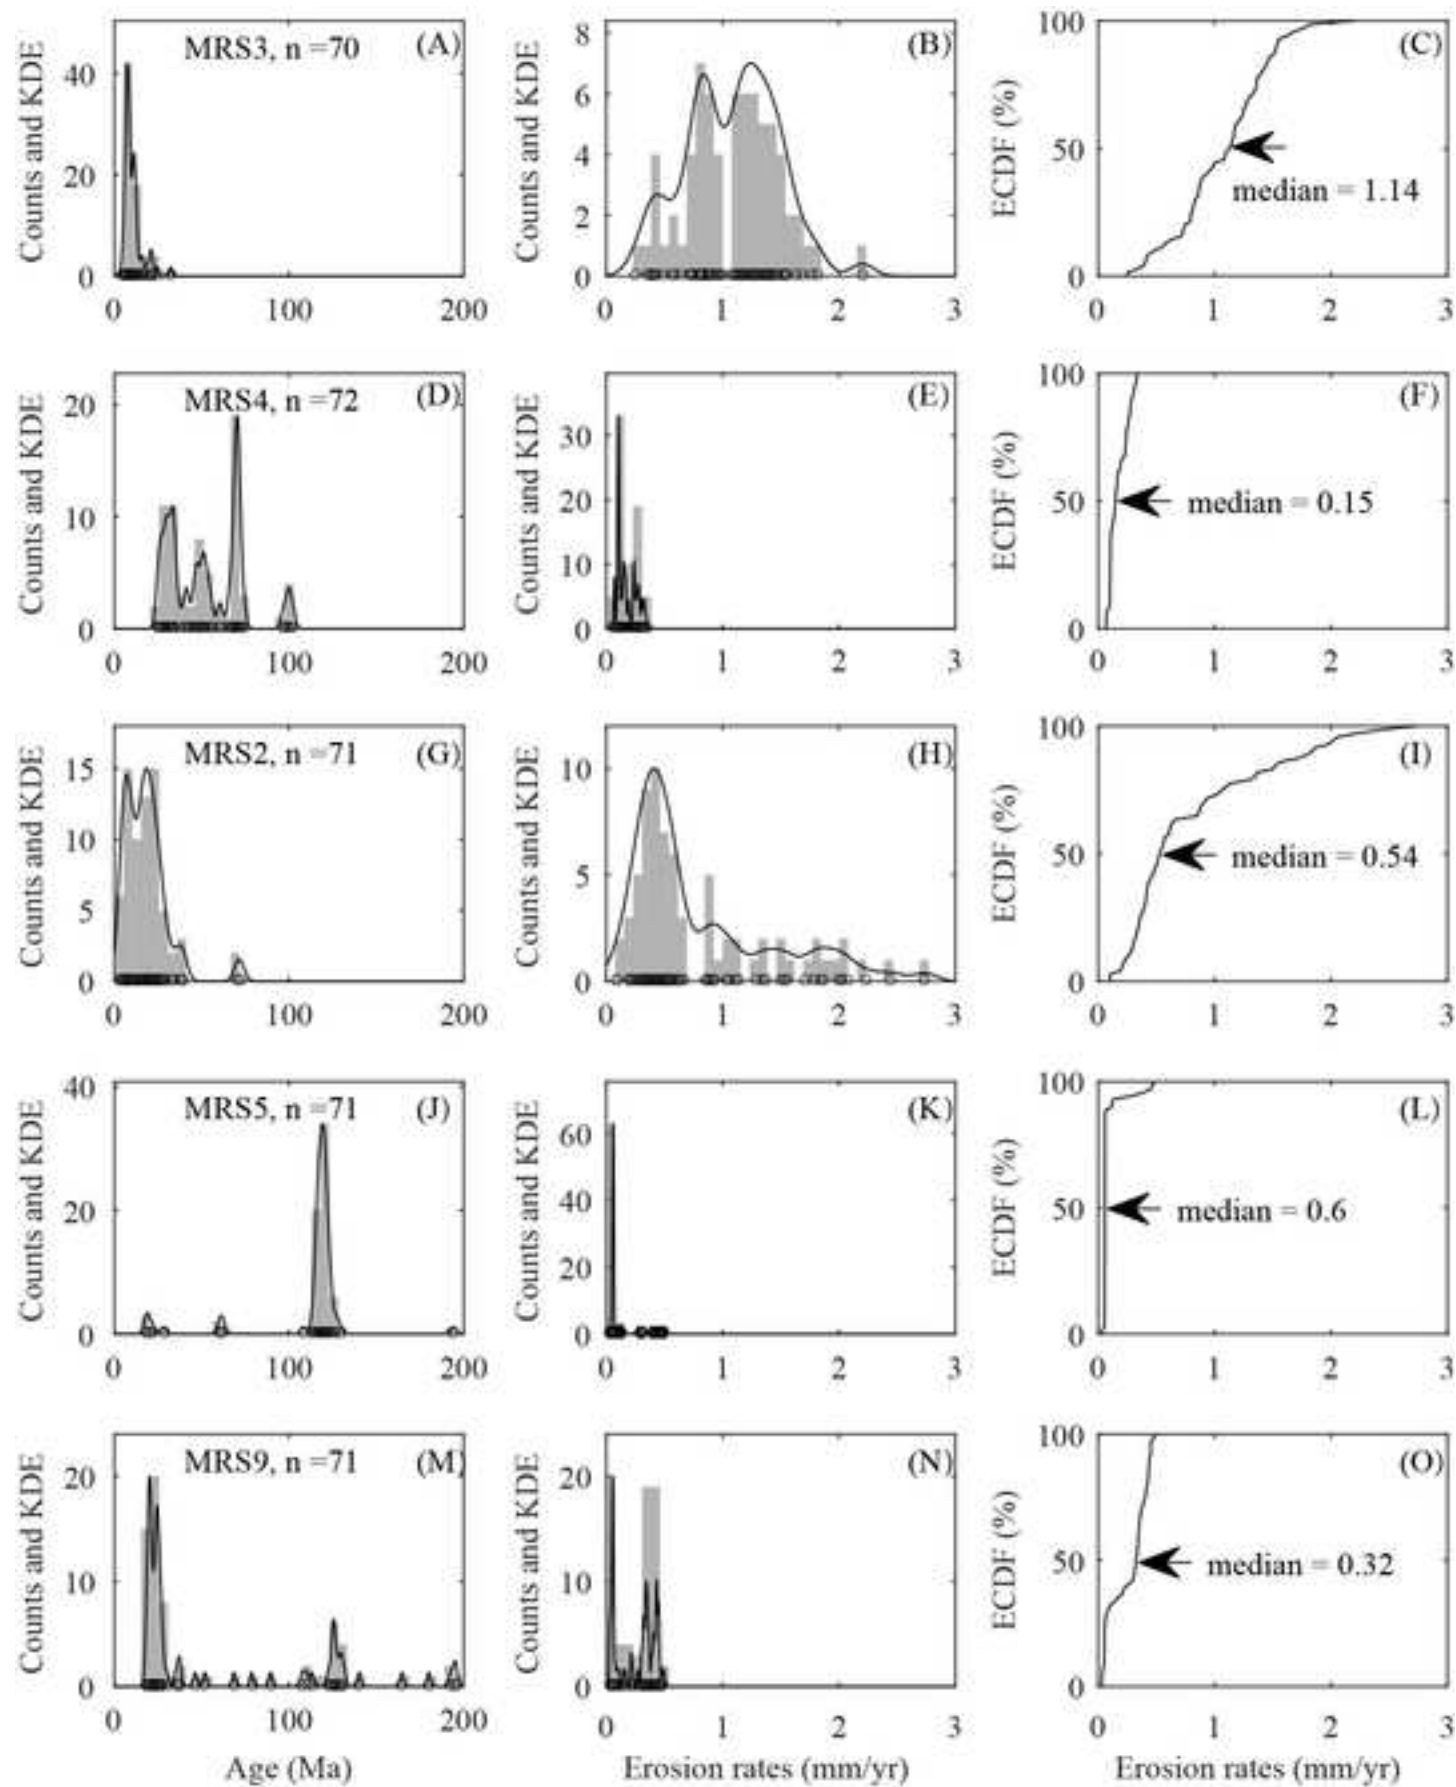 MRS3, n =70 (A)
Counts and KDE
40
20
0
0 100 200
(B)
Counts and KDE
8
6
4
2
0
0 1 2 3
(C)
ECDF (%)
100
50
0
median = 1.14
0 1 2 3
MRS4, n =72 (D)
Counts and KDE
20
10
0
0 100 200
(E)
Counts and KDE
30
20
10
0
0 1 2 3
(F)
ECDF (%)
100
50
0
median = 0.15
0 1 2 3
MRS2, n =71 (G)
Counts and KDE
15
10
5
0
0 100 200
(H)
Counts and KDE
10
5
0
0 1 2 3
(I)
ECDF (%)
100
50
0
median = 0.54
0 1 2 3
MRS5, n =71 (J)
Counts and KDE
40
20
0
0 100 200
(K)
Counts and KDE
60
40
20
0
0 1 2 3
(L)
ECDF (%)
100
50
0
median = 0.6
0 1 2 3
MRS9, n =71 (M)
Counts and KDE
20
10
0
0 100 200
Age (Ma)
(N)
Counts and KDE
20
10
0
0 1 2 3
Erosion rates (mm/yr)
(O)
ECDF (%)
100
50
0
median = 0.32
0 1 2 3
Erosion rates (mm/yr)